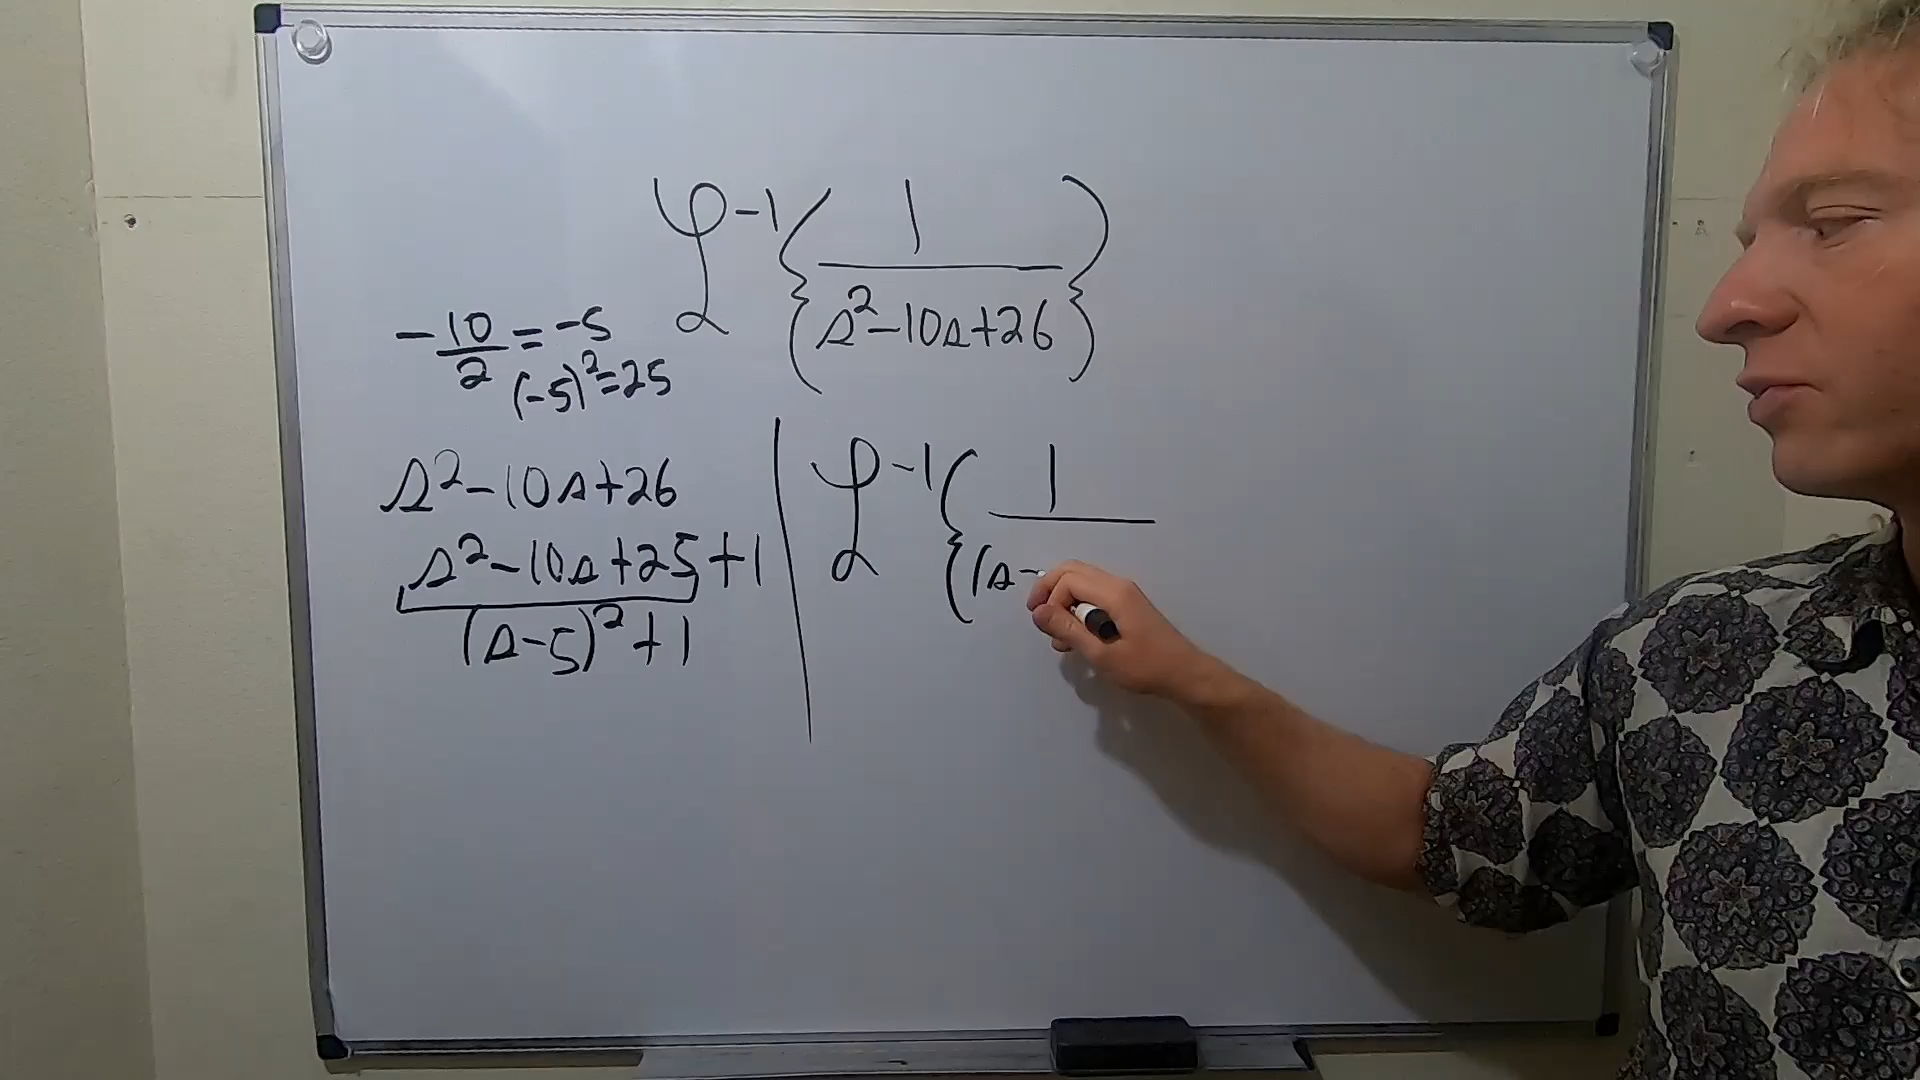 ℒ⁻¹{ 1 / (s² - 10s + 26) }
-10/2 = -5
(-5)² = 25
s² - 10s + 26
s² - 10s + 25 + 1
(s - 5)² + 1
ℒ⁻¹{ 1 / (s -